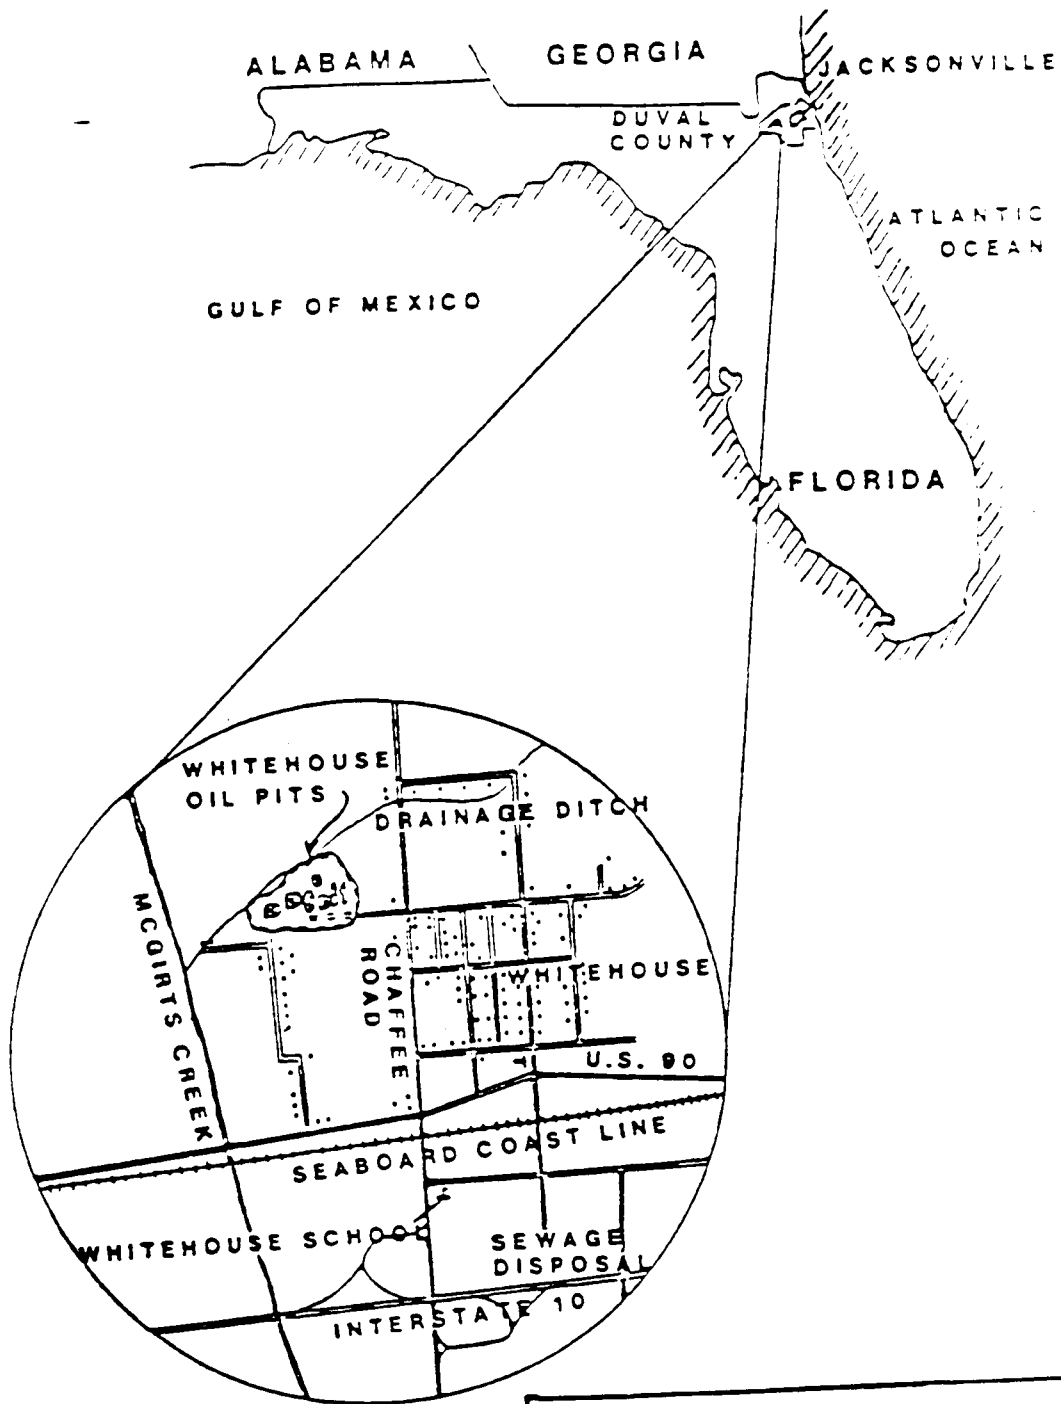 ALABAMA
GEORGIA
JACKSONVILLE
DUVAL
COUNTY
ATLANTIC
OCEAN
GULF OF MEXICO
FLORIDA
WHITEHOUSE
OIL PITS
DRAINAGE DITCH
MCGIRTS CREEK
CHAFFEE
ROAD
WHITEHOUSE
U.S. 90
SEABOARD COAST LINE
WHITEHOUSE SCHOOL
SEWAGE
DISPOSAL
INTERSTATE 10